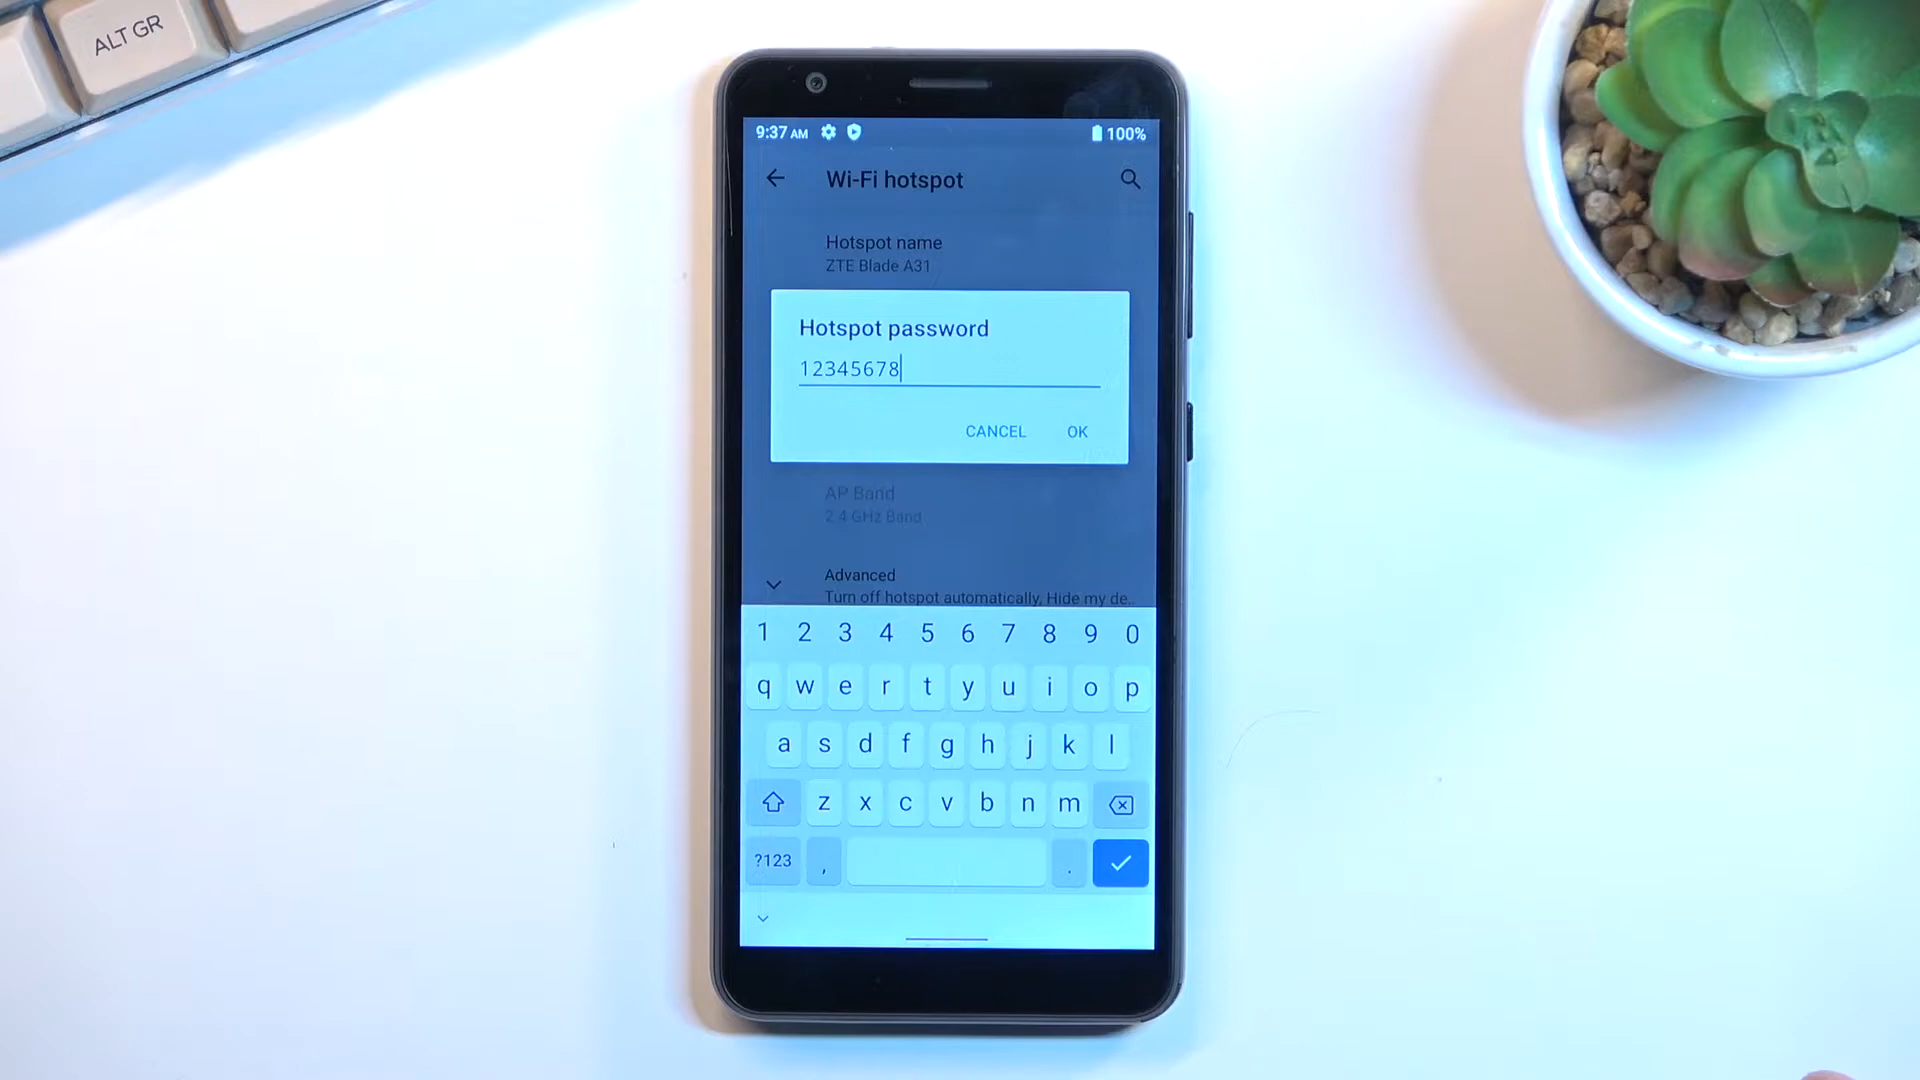 ALT GR
9:37 AM 100%
Wi-Fi hotspot
Hotspot name
ZTE Blade A31
Hotspot password
12345678
CANCEL OK
AP Band
2.4 GHz Band
Advanced
Turn off hotspot automatically, Hide my de..
1 2 3 4 5 6 7 8 9 0
q w e r t y u i o p
a s d f g h j k l
z x c v b n m
?123 , .